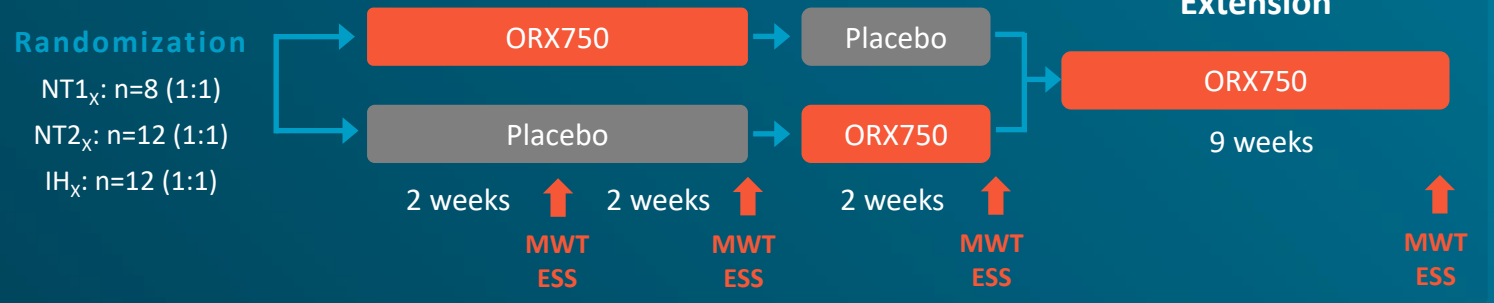 Extension
Randomization
NT1X: n=8 (1:1)
NT2X: n=12 (1:1)
IHX: n=12 (1:1)
ORX750
Placebo
Placebo
ORX750
ORX750
9 weeks
2 weeks
2 weeks
2 weeks
MWT
ESS
MWT
ESS
MWT
ESS
MWT
ESS